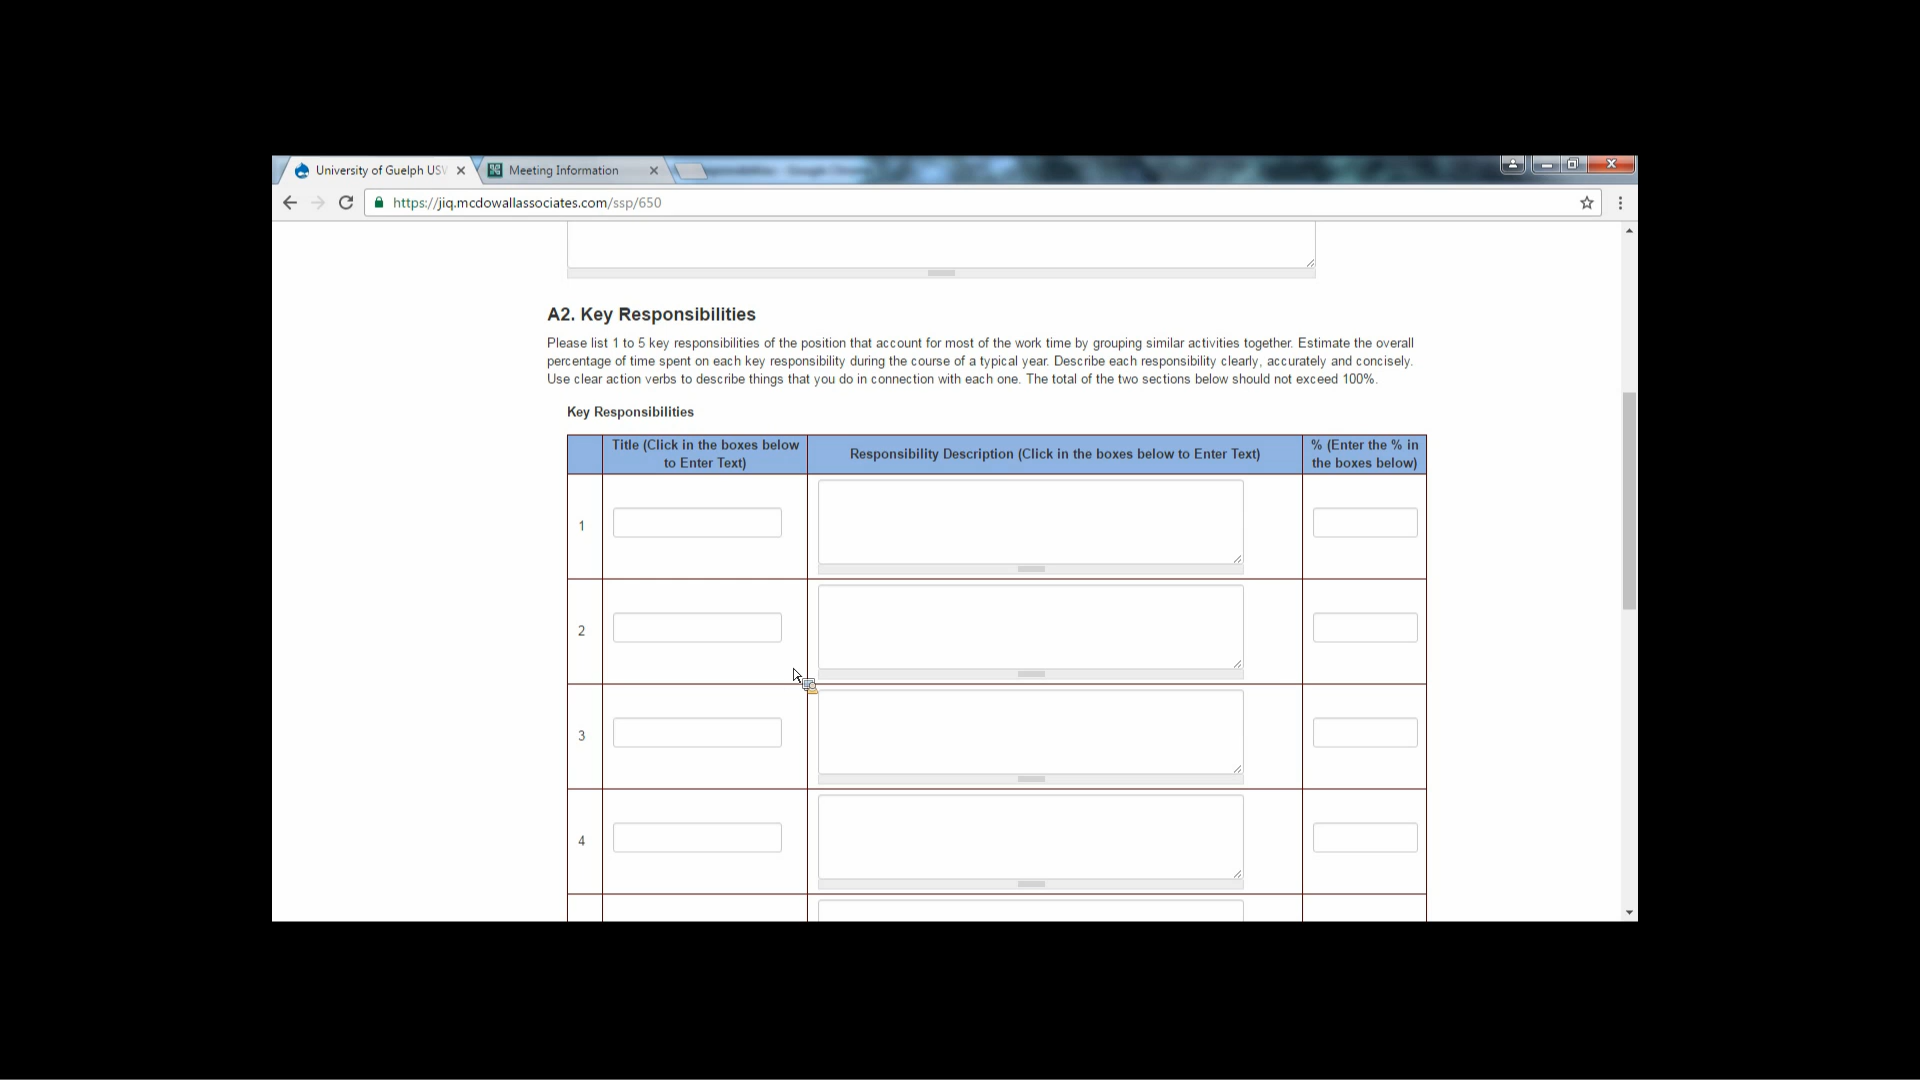 University of Guelph US
Meeting Information
https://jiq.mcdowallassociates.com/ssp/650
A2. Key Responsibilities
Please list 1 to 5 key responsibilities of the position that account for most of the work time by grouping similar activities together. Estimate the overall
percentage of time spent on each key responsibility during the course of a typical year. Describe each responsibility clearly, accurately and concisely.
Use clear action verbs to describe things that you do in connection with each one. The total of the two sections below should not exceed 100%.
Key Responsibilities
Title (Click in the boxes below
to Enter Text)
Responsibility Description (Click in the boxes below to Enter Text)
% (Enter the % in
the boxes below)
1
2
3
4